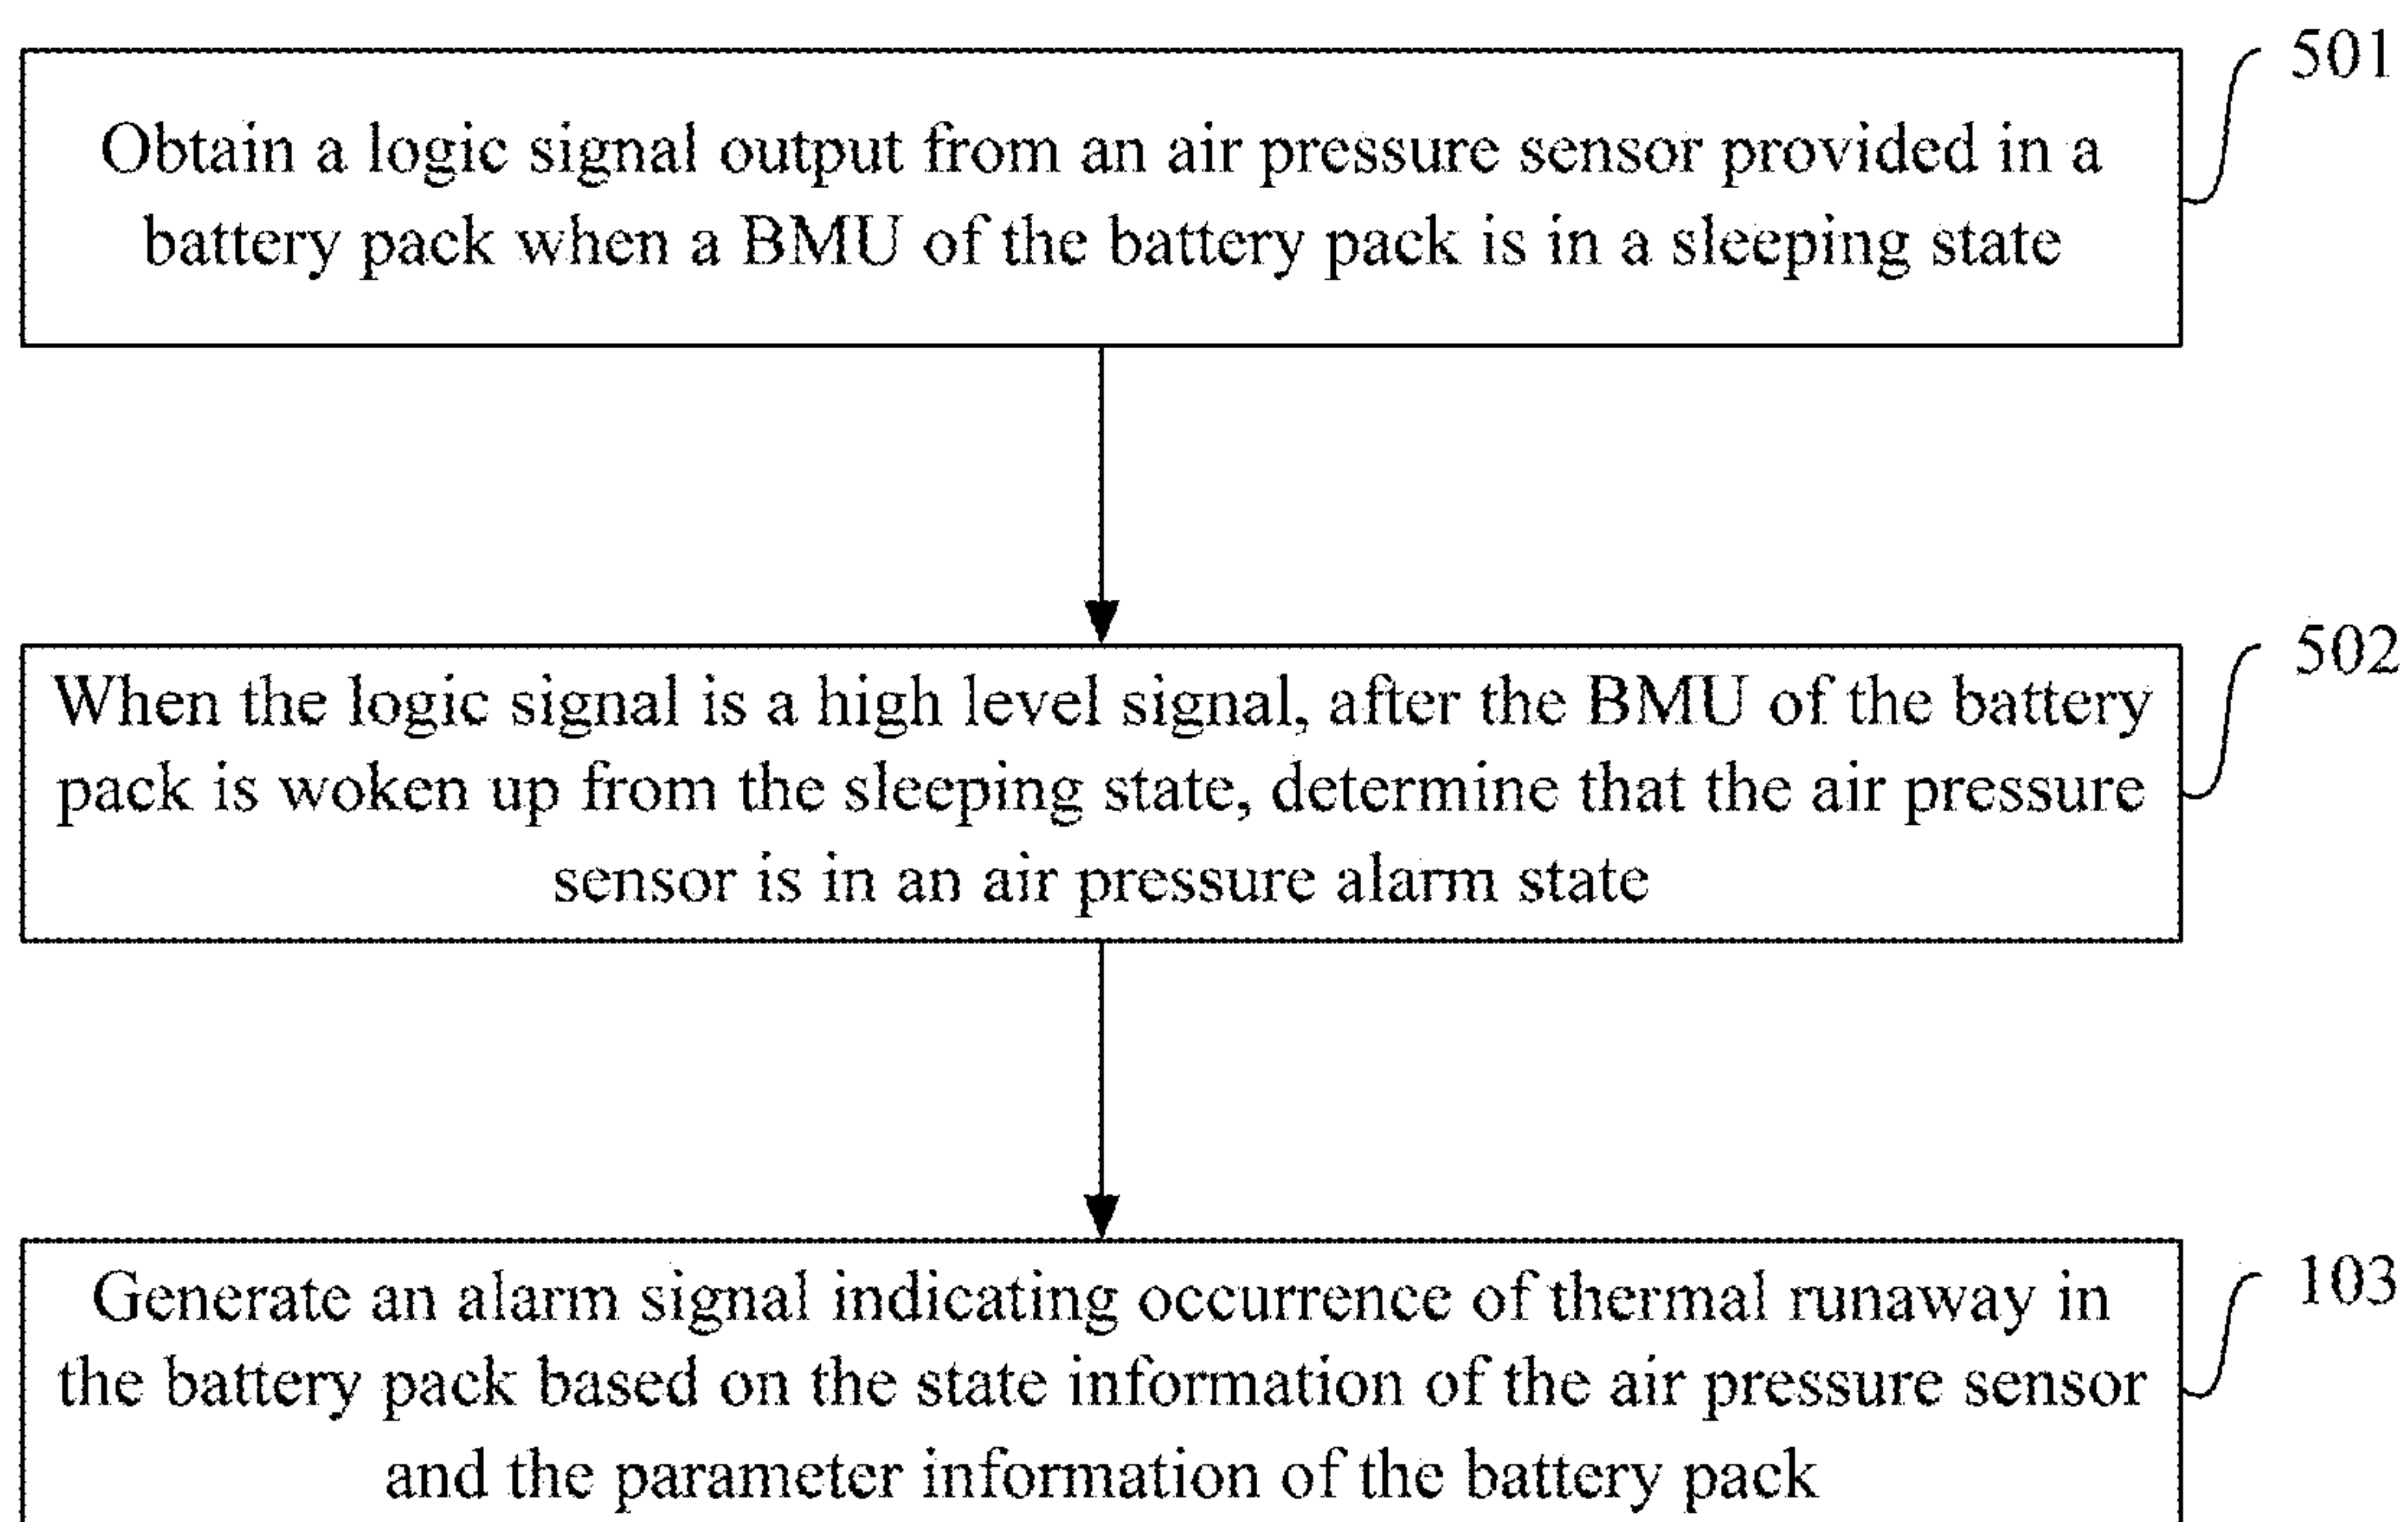 501
Obtain a logic signal output from an air pressure sensor provided in a
battery pack when a BMU of the battery pack is in a sleeping state
502
When the logic signal is a high level signal, after the BMU of the battery
pack is woken up from the sleeping state, determine that the air pressure
sensor is in an air pressure alarm state
103
Generate an alarm signal indicating occurrence of thermal runaway in
the battery pack based on the state information of the air pressure sensor
and the parameter information of the battery pack